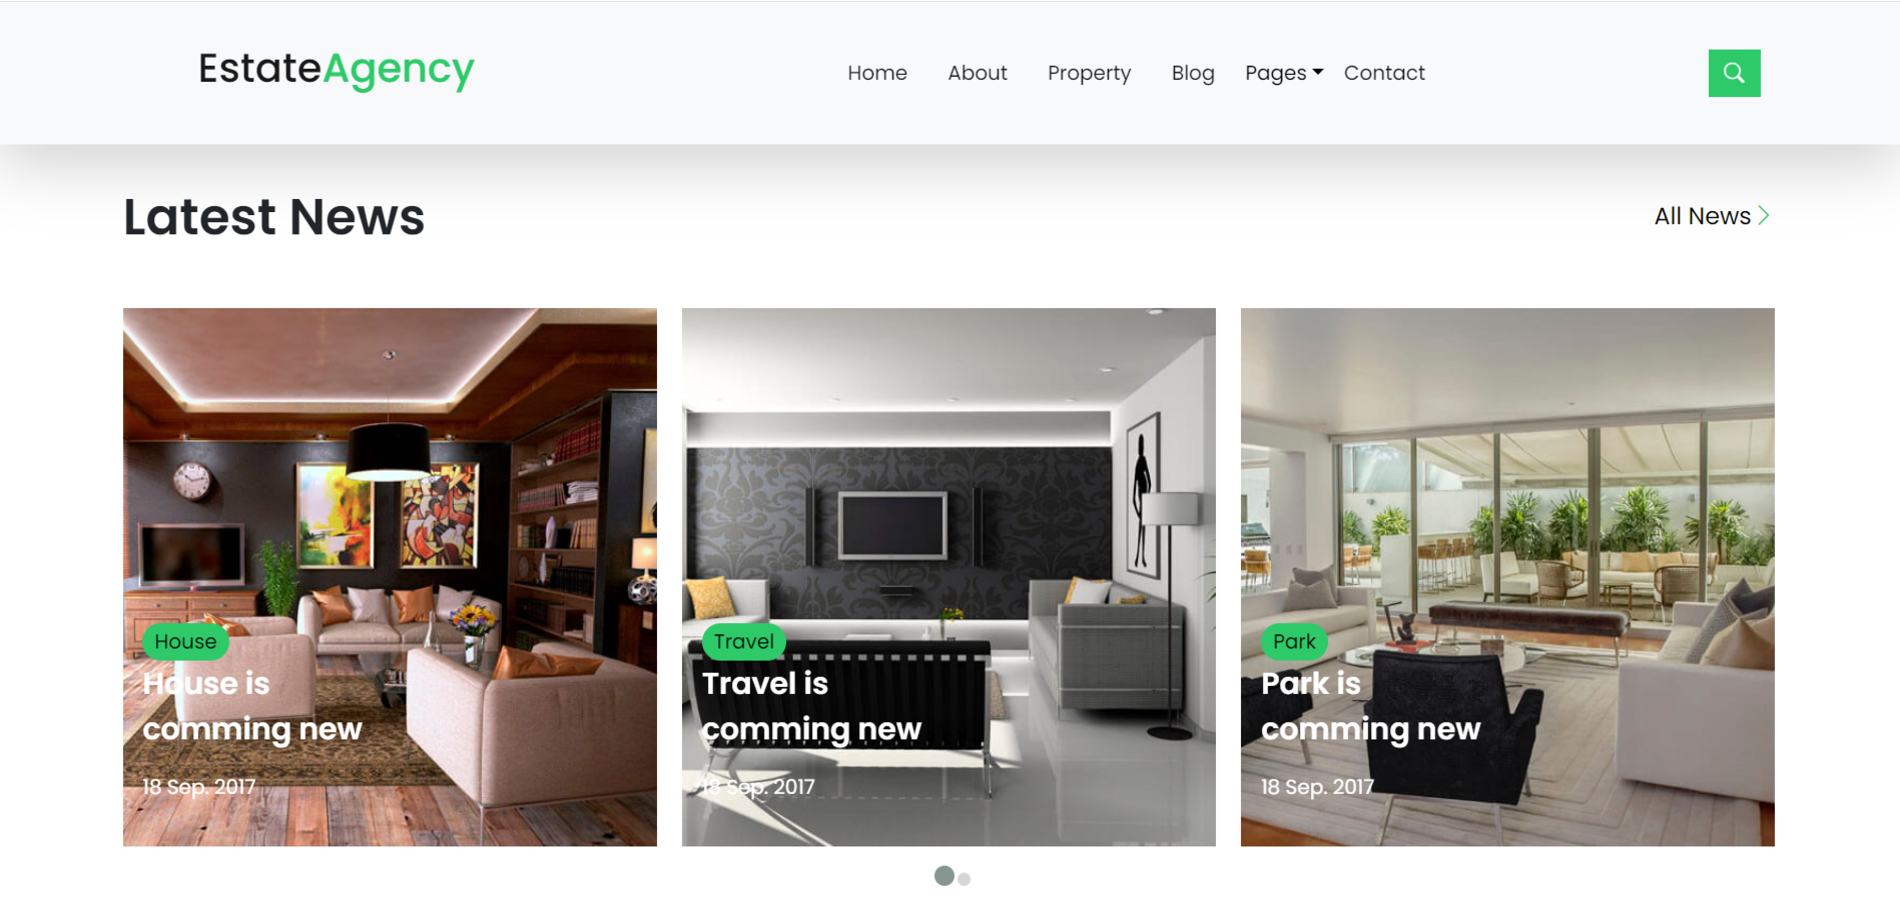 EstateAgency
Home About Property Blog Pages Contact
Latest News
All News
House
House is
comming new
18 Sep. 2017
Travel
Travel is
comming new
18 Sep. 2017
Park
Park is
comming new
18 Sep. 2017